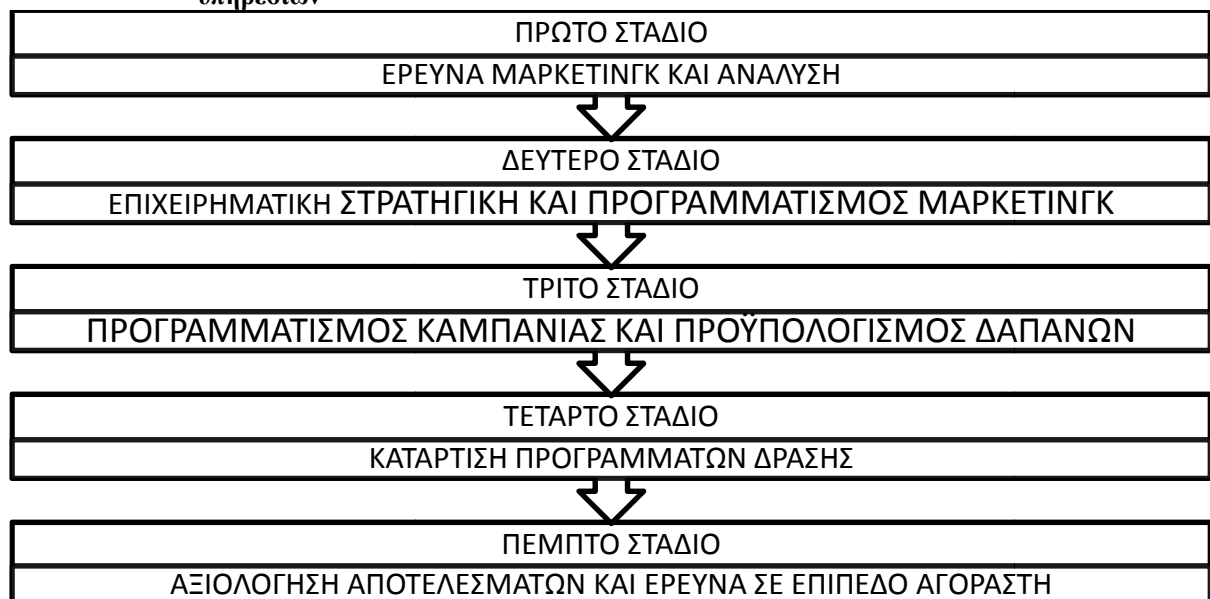 υπηρεσιών
ΠΡΩΤΟ ΣΤΑΔΙΟ
ΕΡΕΥΝΑ ΜΑΡΚΕΤΙΝΓΚ ΚΑΙ ΑΝΑΛΥΣΗ
ΔΕΥΤΕΡΟ ΣΤΑΔΙΟ
ΕΠΙΧΕΙΡΗΜΑΤΙΚΗ ΣΤΡΑΤΗΓΙΚΗ ΚΑΙ ΠΡΟΓΡΑΜΜΑΤΙΣΜΟΣ ΜΑΡΚΕΤΙΝΓΚ
ΤΡΙΤΟ ΣΤΑΔΙΟ
ΠΡΟΓΡΑΜΜΑΤΙΣΜΟΣ ΚΑΜΠΑΝΙΑΣ ΚΑΙ ΠΡΟΫΠΟΛΟΓΙΣΜΟΣ ΔΑΠΑΝΩΝ
ΤΕΤΑΡΤΟ ΣΤΑΔΙΟ
ΚΑΤΑΡΤΙΣΗ ΠΡΟΓΡΑΜΜΑΤΩΝ ΔΡΑΣΗΣ
ΠΕΜΠΤΟ ΣΤΑΔΙΟ
ΑΞΙΟΛΟΓΗΣΗ ΑΠΟΤΕΛΕΣΜΑΤΩΝ ΚΑΙ ΕΡΕΥΝΑ ΣΕ ΕΠΙΠΕΔΟ ΑΓΟΡΑΣΤΗ